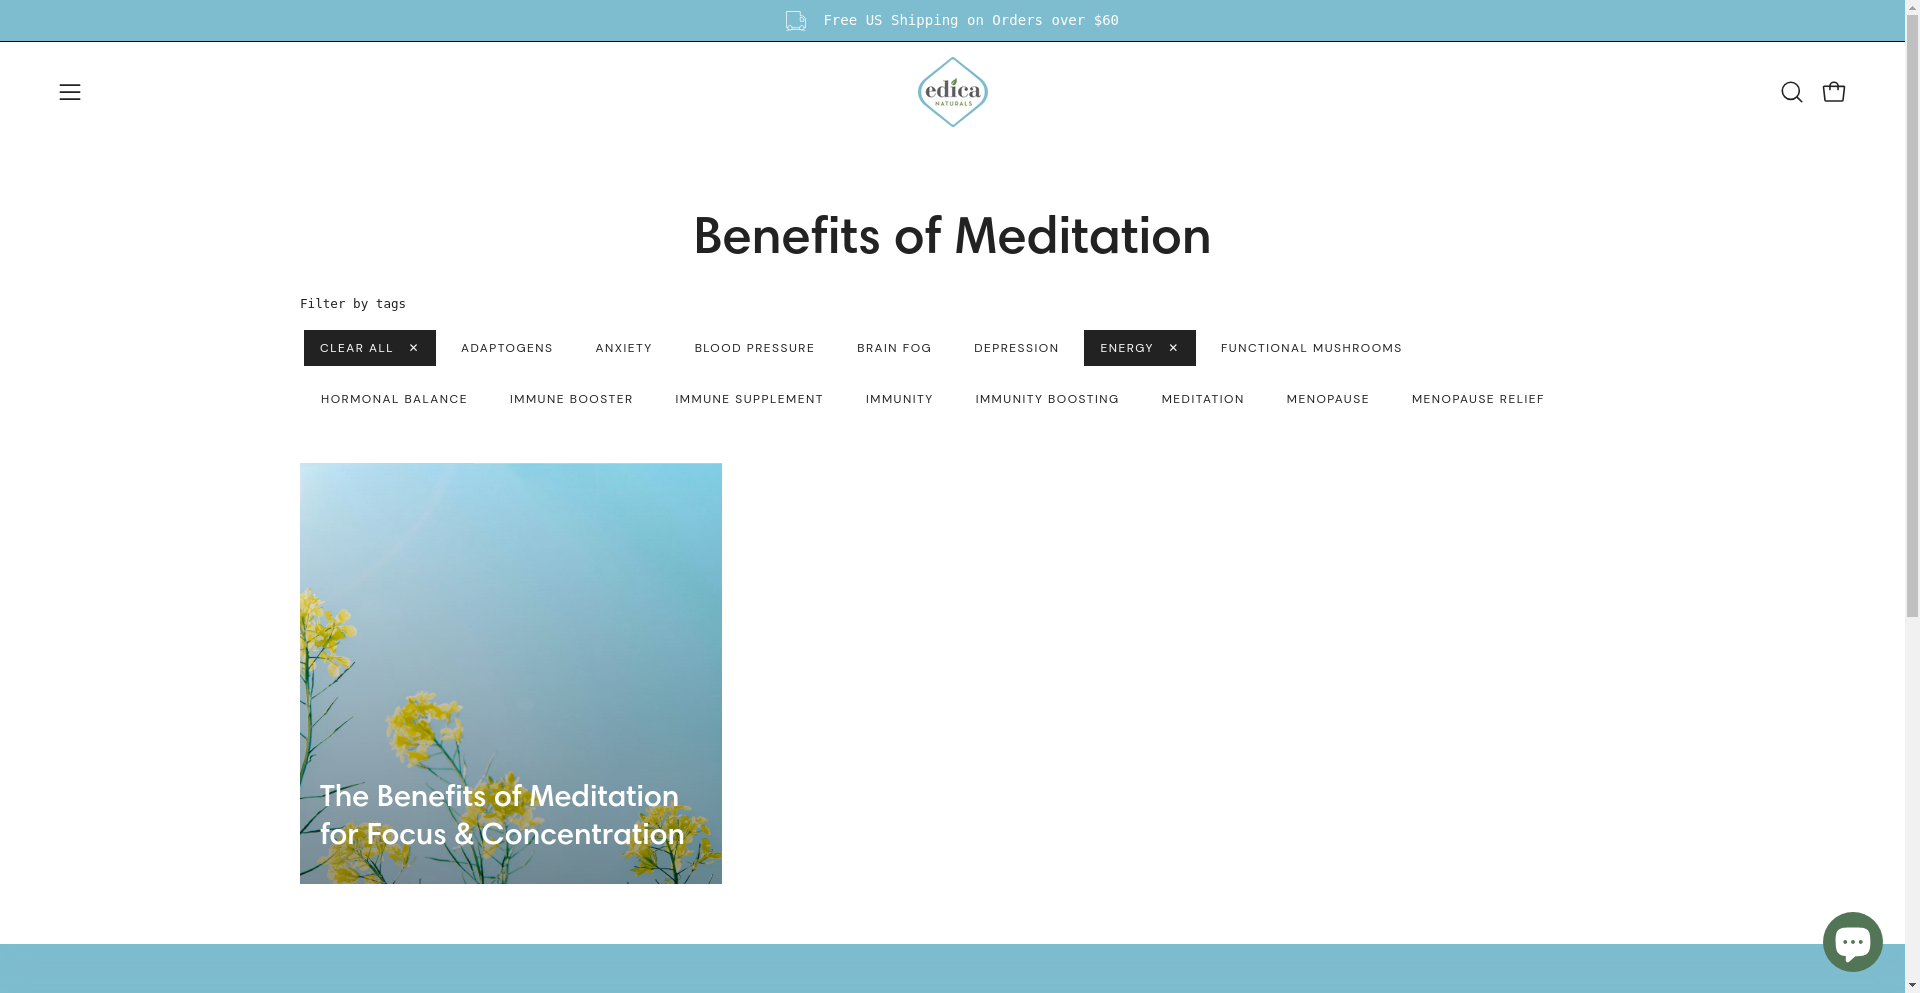 Free US Shipping on Orders over $60
edica
NATURALS
Benefits of Meditation
Filter by tags
CLEAR ALL ✕ ADAPTOGENS ANXIETY BLOOD PRESSURE BRAIN FOG DEPRESSION ENERGY ✕ FUNCTIONAL MUSHROOMS
HORMONAL BALANCE IMMUNE BOOSTER IMMUNE SUPPLEMENT IMMUNITY IMMUNITY BOOSTING MEDITATION MENOPAUSE MENOPAUSE RELIEF
The Benefits of Meditation
for Focus & Concentration